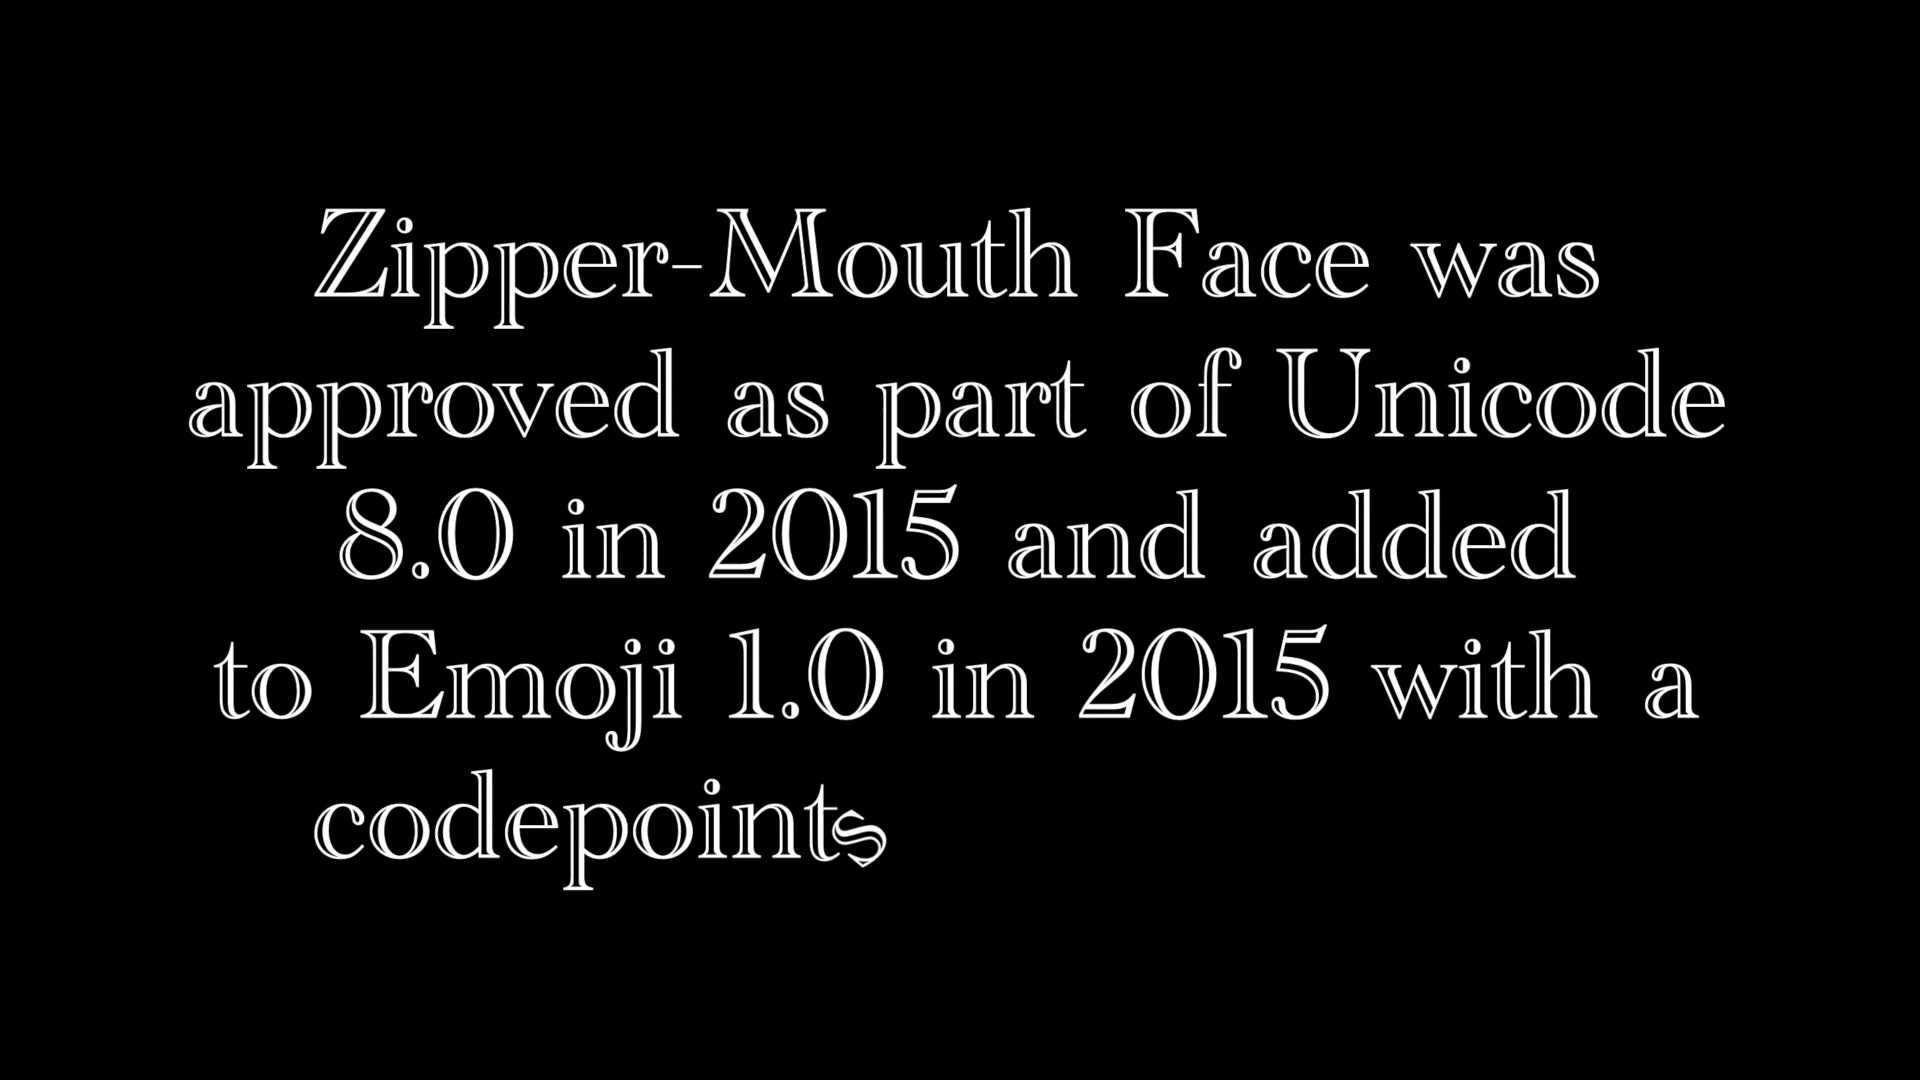 Zipper-Mouth Face was
approved as part of Unicode
8.0 in 2015 and added
to Emoji 1.0 in 2015 with a
codepoints